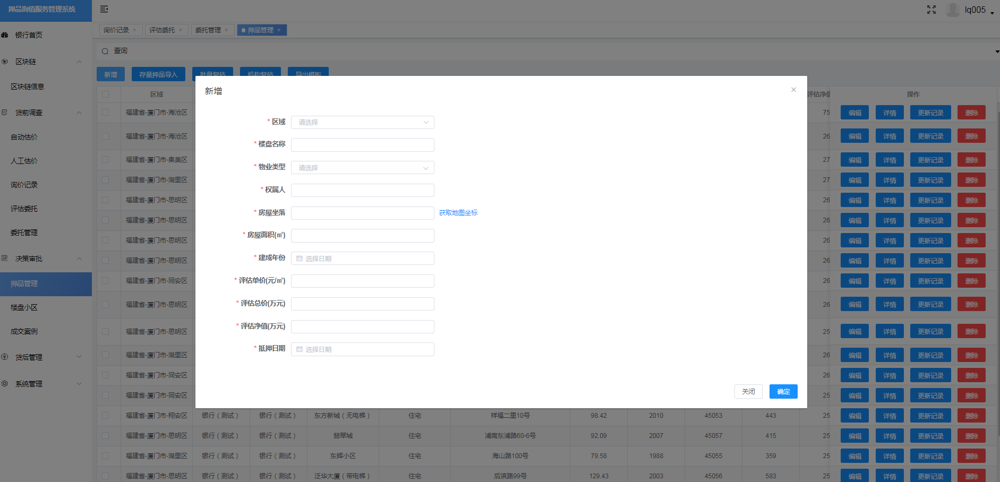 押品询值服务管理系统
lq005
询价记录 × 评估委托 × 委托管理 × 押品管理 ×
查询
新增 存量押品导入 批量复估 机构复估 导出模板
银行首页
区块链
区块链信息
贷前调查
自动估价
人工估价
询价记录
评估委托
委托管理
决策审批
押品管理
楼盘小区
成交案例
贷后管理
系统管理
新增
* 区域 请选择
* 楼盘名称
* 物业类型 请选择
* 权属人
* 房屋坐落 获取地图坐标
* 房屋面积(㎡)
* 建成年份 选择日期
* 评估单价(元/㎡)
* 评估总价(万元)
* 评估净值(万元)
* 抵押日期 选择日期
关闭 确定
区域 评估净值 操作
福建省-厦门市-海沧区 75 编辑 详情 更新记录 删除
福建省-厦门市-海沧区 26 编辑 详情 更新记录 删除
福建省-厦门市-集美区 27 编辑 详情 更新记录 删除
福建省-厦门市-湖里区 27 编辑 详情 更新记录 删除
福建省-厦门市-思明区 26 编辑 详情 更新记录 删除
福建省-厦门市-思明区 26 编辑 详情 更新记录 删除
福建省-厦门市-思明区 26 编辑 详情 更新记录 删除
福建省-厦门市-思明区 26 编辑 详情 更新记录 删除
福建省-厦门市-同安区 26 编辑 详情 更新记录 删除
福建省-厦门市-思明区 26 编辑 详情 更新记录 删除
福建省-厦门市-思明区 25 编辑 详情 更新记录 删除
福建省-厦门市-湖里区 26 编辑 详情 更新记录 删除
福建省-厦门市-同安区 26 编辑 详情 更新记录 删除
福建省-厦门市-同安区 25 编辑 详情 更新记录 删除
福建省-厦门市-翔安区 银行（测试） 银行（测试） 东方新城（无电梯） 住宅 祥福二里10号 98.42 2010 45053 443 25 编辑 详情 更新记录 删除
福建省-厦门市-思明区 银行（测试） 银行（测试） 翡翠城 住宅 浦南东浦路60-6号 92.09 2007 45057 415 25 编辑 详情 更新记录 删除
福建省-厦门市-湖里区 银行（测试） 银行（测试） 东辉小区 住宅 海山路100号 79.58 1988 45055 359 25 编辑 详情 更新记录 删除
福建省-厦门市-思明区 银行（测试） 银行（测试） 泛华大厦（带电梯） 住宅 后滨路99号 129.43 2003 45056 583 25 编辑 详情 更新记录 删除